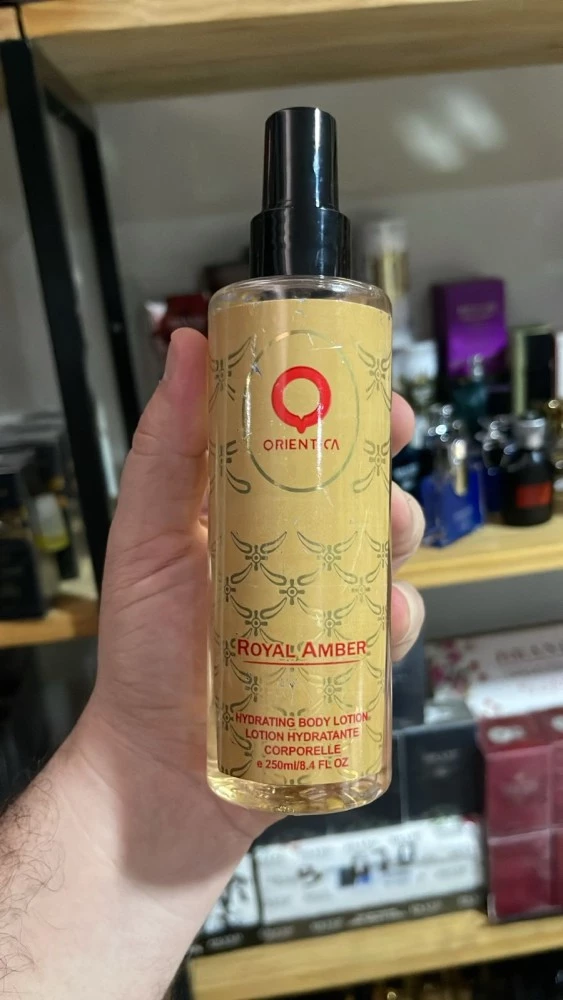 ORIENTICA
ROYAL AMBER
HYDRATING BODY LOTION
LOTION HYDRATANTE
CORPORELLE
e 250ml/8.4 FL OZ